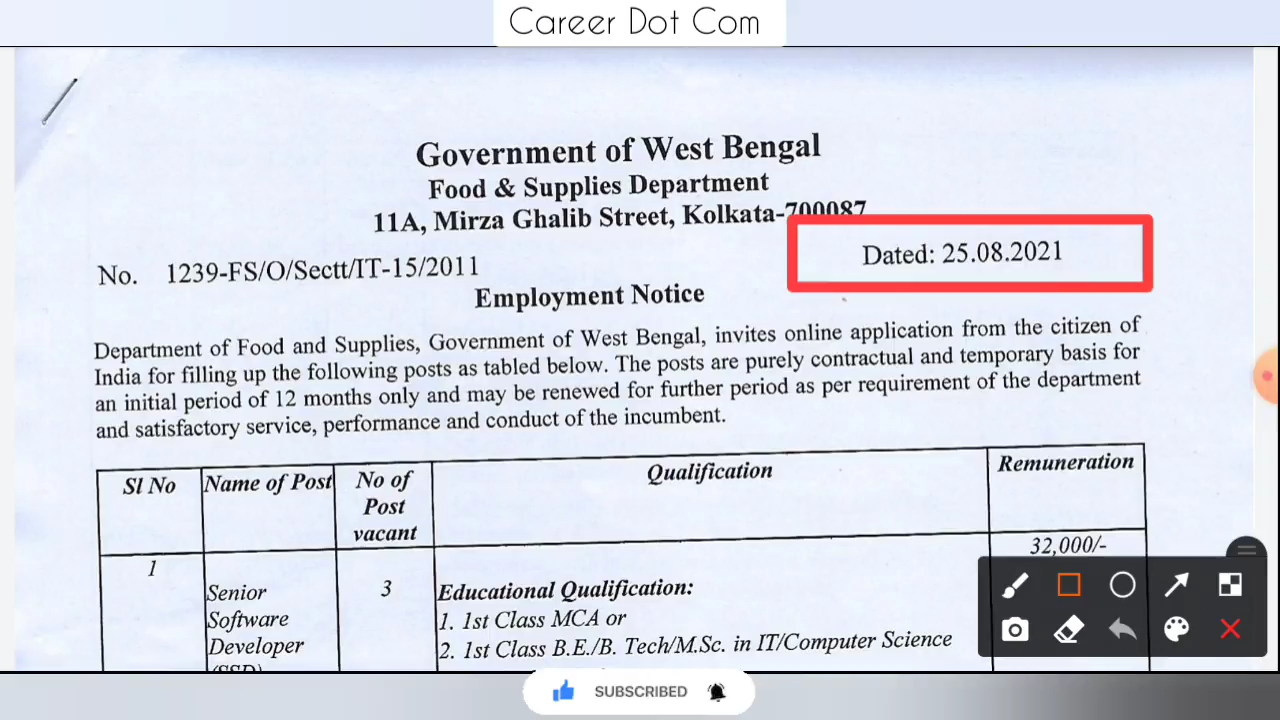 Career Dot Com
Government of West Bengal
Food & Supplies Department
11A, Mirza Ghalib Street, Kolkata-700087
No. 1239-FS/O/Sectt/IT-15/2011
Dated: 25.08.2021
Employment Notice
Department of Food and Supplies, Government of West Bengal, invites online application from the citizen of
India for filling up the following posts as tabled below. The posts are purely contractual and temporary basis for
an initial period of 12 months only and may be renewed for further period as per requirement of the department
and satisfactory service, performance and conduct of the incumbent.
Sl No
Name of Post
No of
Post
vacant
Qualification
Remuneration
1
Senior
Software
Developer
(SSD)
3
Educational Qualification:
1. 1st Class MCA or
2. 1st Class B.E./B. Tech/M.Sc. in IT/Computer Science
32,000/-
SUBSCRIBED